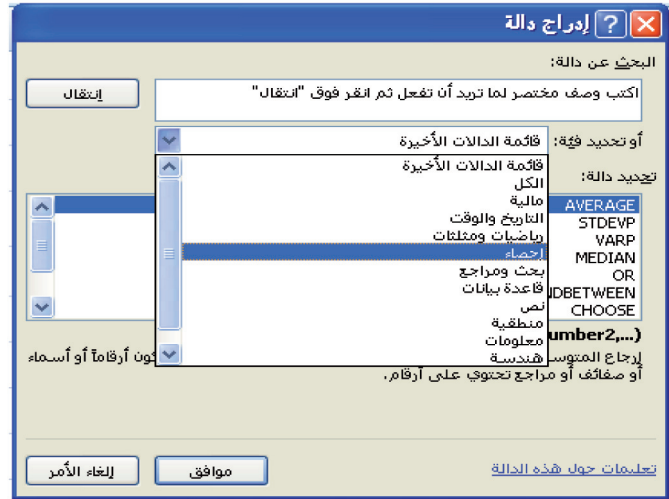 إدراج دالة
البحث عن دالة:
اكتب وصف مختصر لما تريد أن تفعل ثم انقر فوق "انتقال"
إنتقال
أو تحديد فئة: قائمة الدالات الأخيرة
قائمة الدالات الأخيرة
الكل
مالية
التاريخ والوقت
رياضيات ومثلثات
إحصاء
بحث ومراجع
قاعدة بيانات
نص
منطقية
معلومات
هندسة
تحديد دالة:
AVERAGE
STDEVP
VARP
MEDIAN
OR
NDBETWEEN
CHOOSE
umber2,...)
إرجاع المتوس كون أرقاماً أو أسماء
أو صفائف أو مراجع تحتوي على أرقام.
تعليمات حول هذه الدالة
موافق
إلغاء الأمر